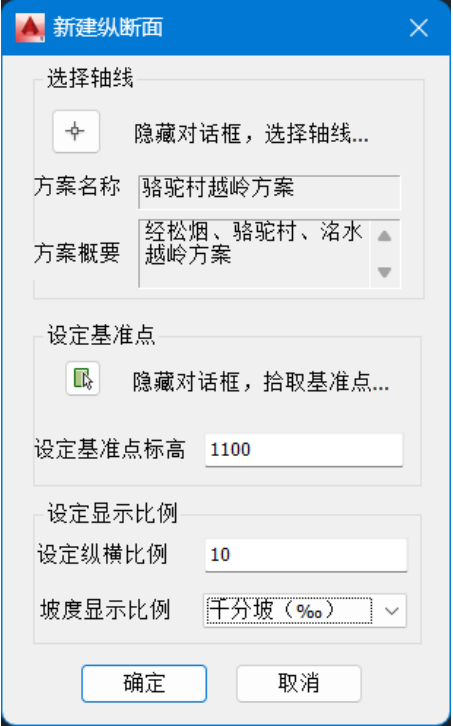 新建纵断面
选择轴线
隐藏对话框，选择轴线...
方案名称 骆驼村越岭方案
方案概要 经松烟、骆驼村、洺水
越岭方案
设定基准点
隐藏对话框，拾取基准点...
设定基准点标高 1100
设定显示比例
设定纵横比例 10
坡度显示比例 千分坡（‰）
确定 取消